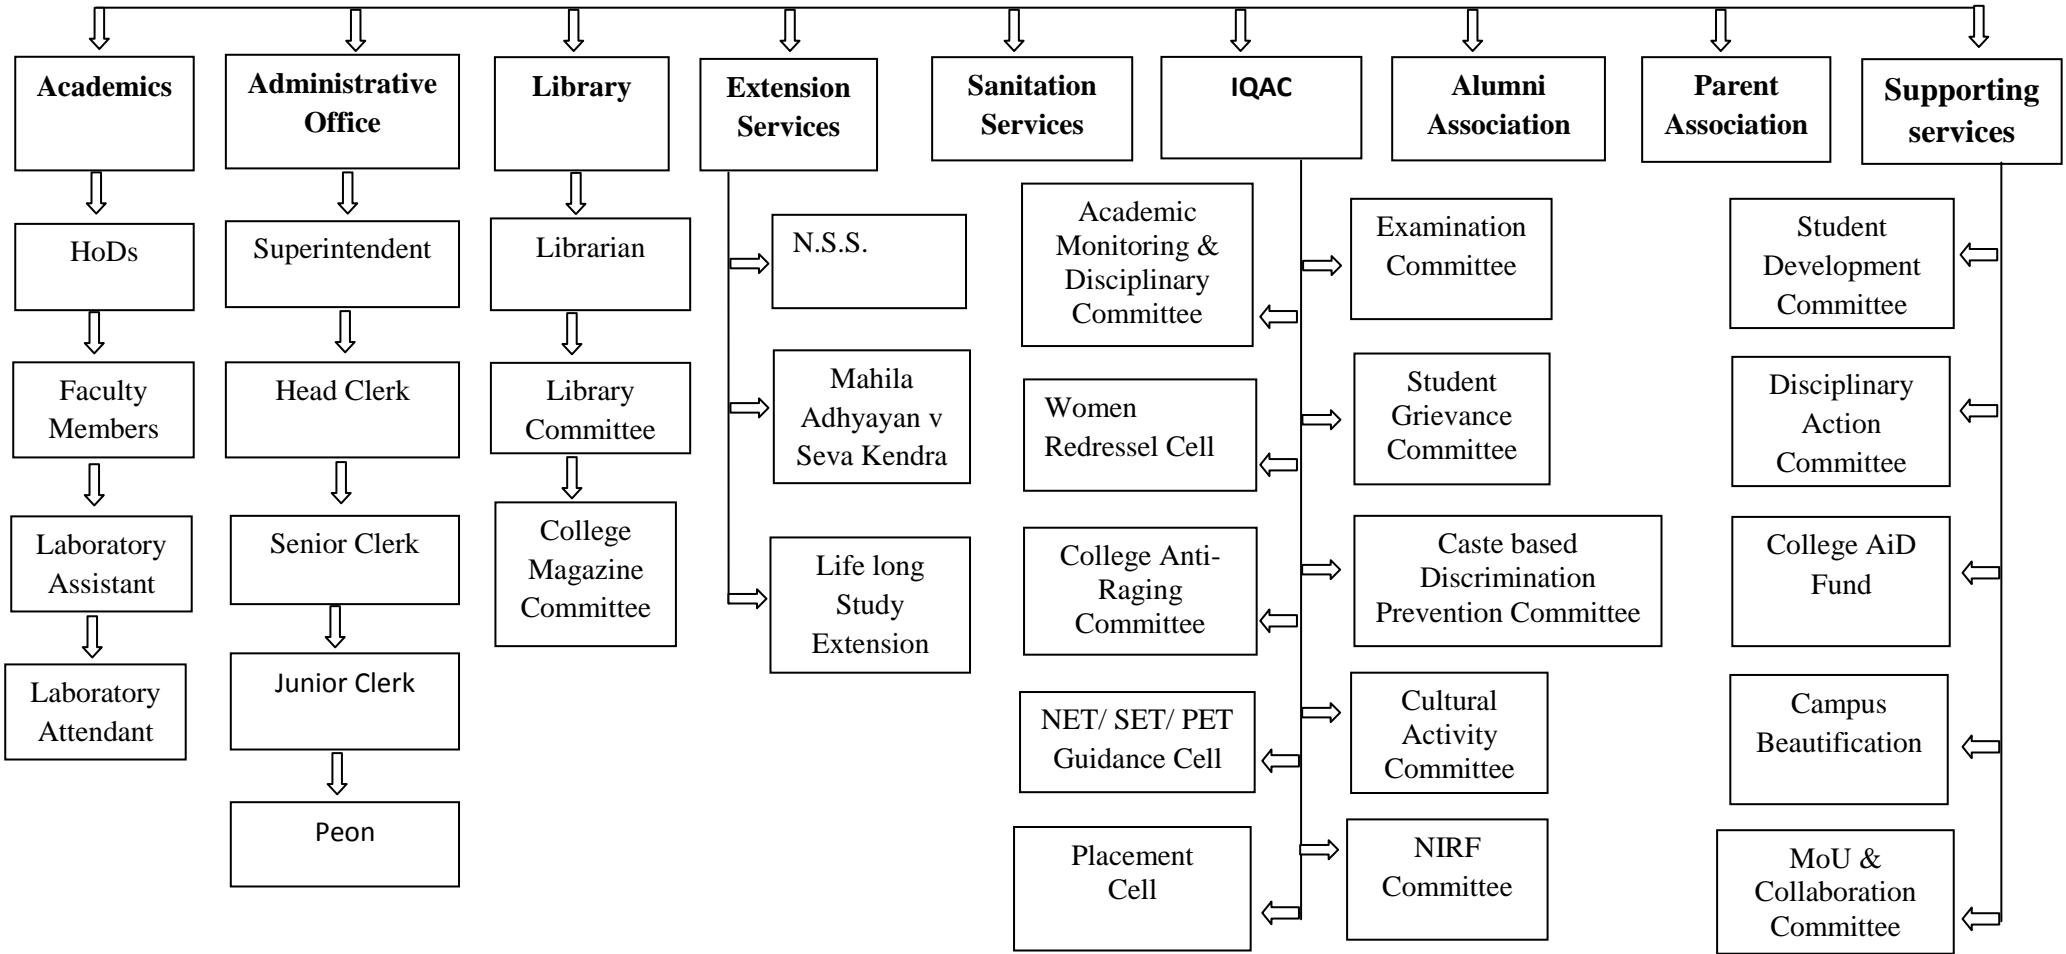 Academics
Administrative
Office
Library
Extension
Services
Sanitation
Services
IQAC
Alumni
Association
Parent
Association
Supporting
services
HoDs
Faculty
Members
Laboratory
Assistant
Laboratory
Attendant
Superintendent
Head Clerk
Senior Clerk
Junior Clerk
Peon
Librarian
Library
Committee
College
Magazine
Committee
N.S.S.
Mahila
Adhyayan v
Seva Kendra
Life long
Study
Extension
Academic
Monitoring &
Disciplinary
Committee
Women
Redressel Cell
College Anti-
Raging
Committee
NET/ SET/ PET
Guidance Cell
Placement
Cell
Examination
Committee
Student
Grievance
Committee
Caste based
Discrimination
Prevention Committee
Cultural
Activity
Committee
NIRF
Committee
Student
Development
Committee
Disciplinary
Action
Committee
College AiD
Fund
Campus
Beautification
MoU &
Collaboration
Committee